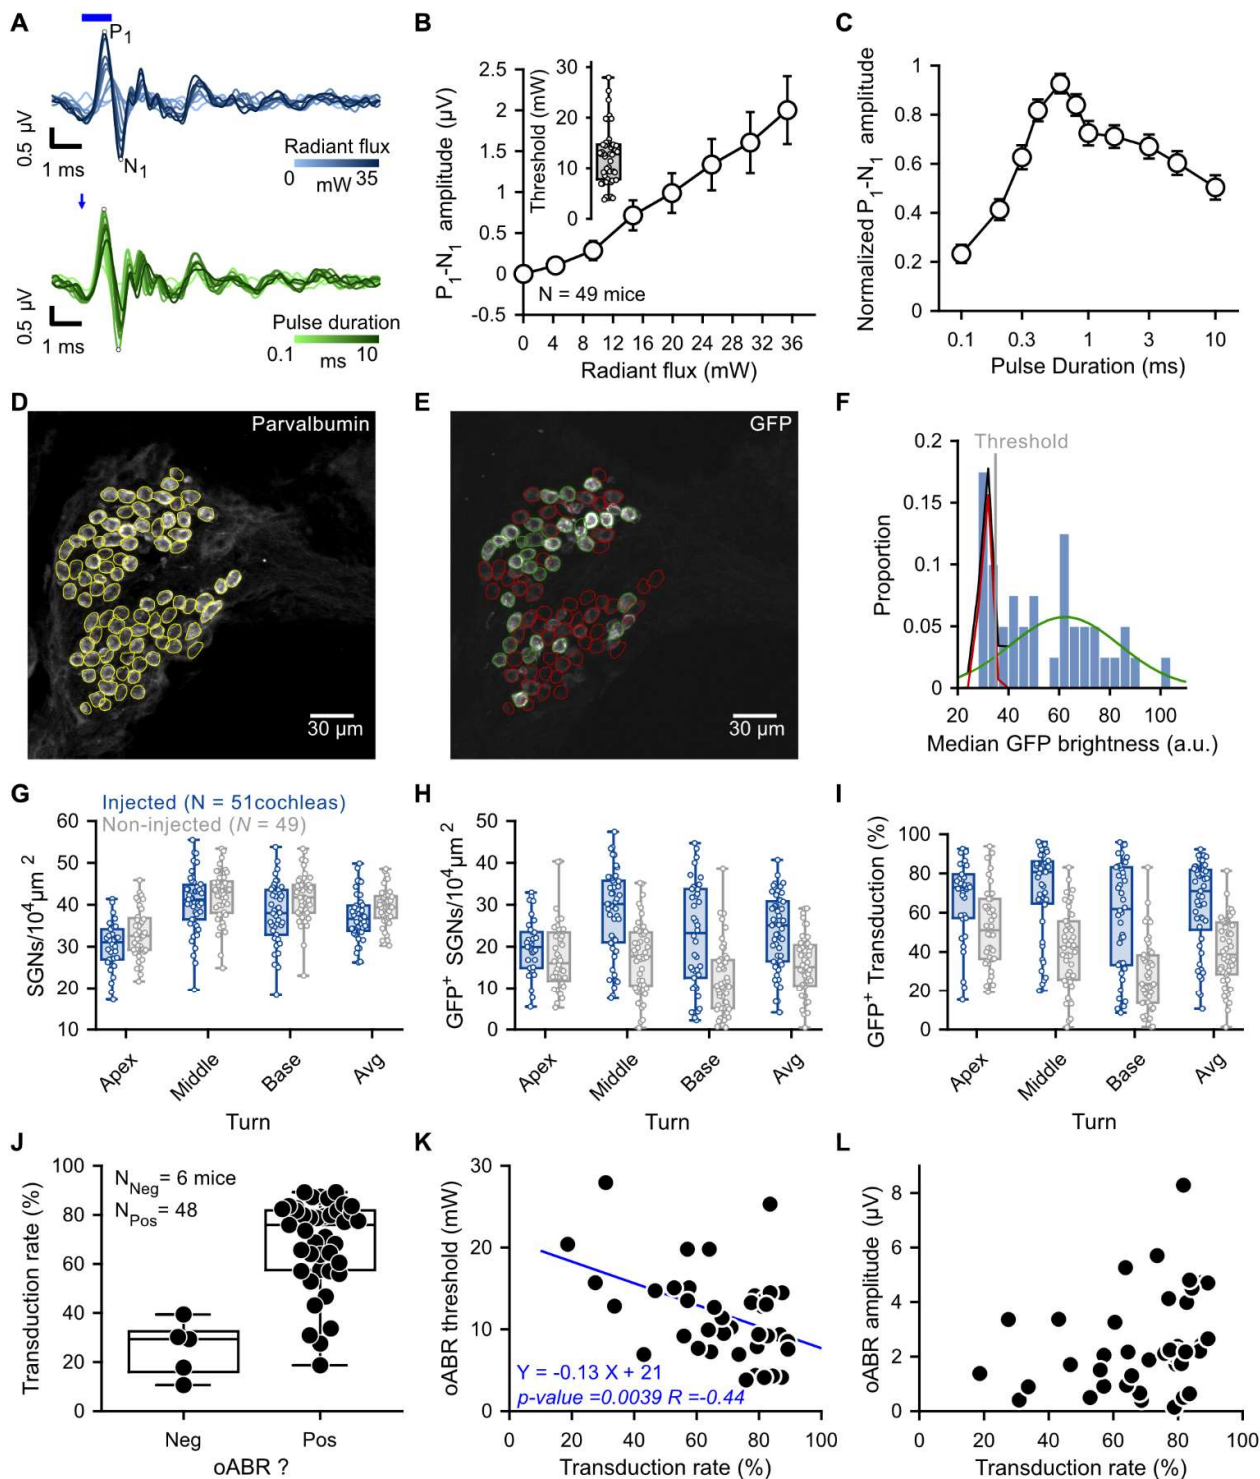 A
P1
N1
0.5 µV
1 ms
Radiant flux
0 mW 35
0.5 µV
1 ms
Pulse duration
0.1 ms 10
B
P1-N1 amplitude (µV)
2.5
2
1.5
1
0.5
0
-0.5
Threshold (mW)
30
20
10
0
N = 49 mice
0 4 8 12 16 20 24 28 32 36
Radiant flux (mW)
C
Normalized P1-N1 amplitude
1
0.8
0.6
0.4
0.2
0
0.1 0.3 1 3 10
Pulse Duration (ms)
D
Parvalbumin
30 µm
E
GFP
30 µm
F
Threshold
Proportion
0.2
0.15
0.1
0.05
0
20 40 60 80 100
Median GFP brightness (a.u.)
G
Injected (N = 51cochleas)
Non-injected (N = 49)
SGNs/10⁴µm ²
60
50
40
30
20
10
Apex Middle Base Avg
Turn
H
GFP⁺ SGNs/10⁴µm ²
50
40
30
20
10
0
Apex Middle Base Avg
Turn
I
GFP⁺ Transduction (%)
100
80
60
40
20
0
Apex Middle Base Avg
Turn
J
Transduction rate (%)
100
80
60
40
20
0
NNeg= 6 mice
NPos= 48
Neg Pos
oABR ?
K
oABR threshold (mW)
30
20
10
0
Y = -0.13 X + 21
p-value =0.0039 R =-0.44
0 20 40 60 80 100
Transduction rate (%)
L
oABR amplitude (µV)
8
6
4
2
0
0 20 40 60 80 100
Transduction rate (%)